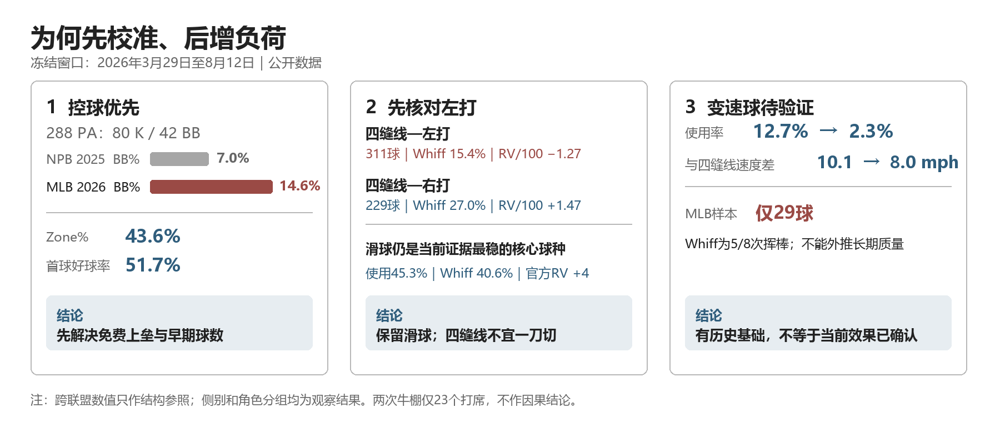 为何先校准、后增负荷
冻结窗口：2026年3月29日至8月12日 | 公开数据
1 控球优先
288 PA：80 K / 42 BB
NPB 2025 BB% 7.0%
MLB 2026 BB% 14.6%
Zone% 43.6%
首球好球率 51.7%
结论
先解决免费上垒与早期球数
2 先核对左打
四缝线—左打
311球 | Whiff 15.4% | RV/100 −1.27
四缝线—右打
229球 | Whiff 27.0% | RV/100 +1.47
滑球仍是当前证据最稳的核心球种
使用45.3% | Whiff 40.6% | 官方RV +4
结论
保留滑球；四缝线不宜一刀切
3 变速球待验证
使用率 12.7% → 2.3%
与四缝线速度差 10.1 → 8.0 mph
MLB样本 仅29球
Whiff为5/8次挥棒；不能外推长期质量
结论
有历史基础，不等于当前效果已确认
注：跨联盟数值只作结构参照；侧别和角色分组均为观察结果。两次牛棚仅23个打席，不作因果结论。